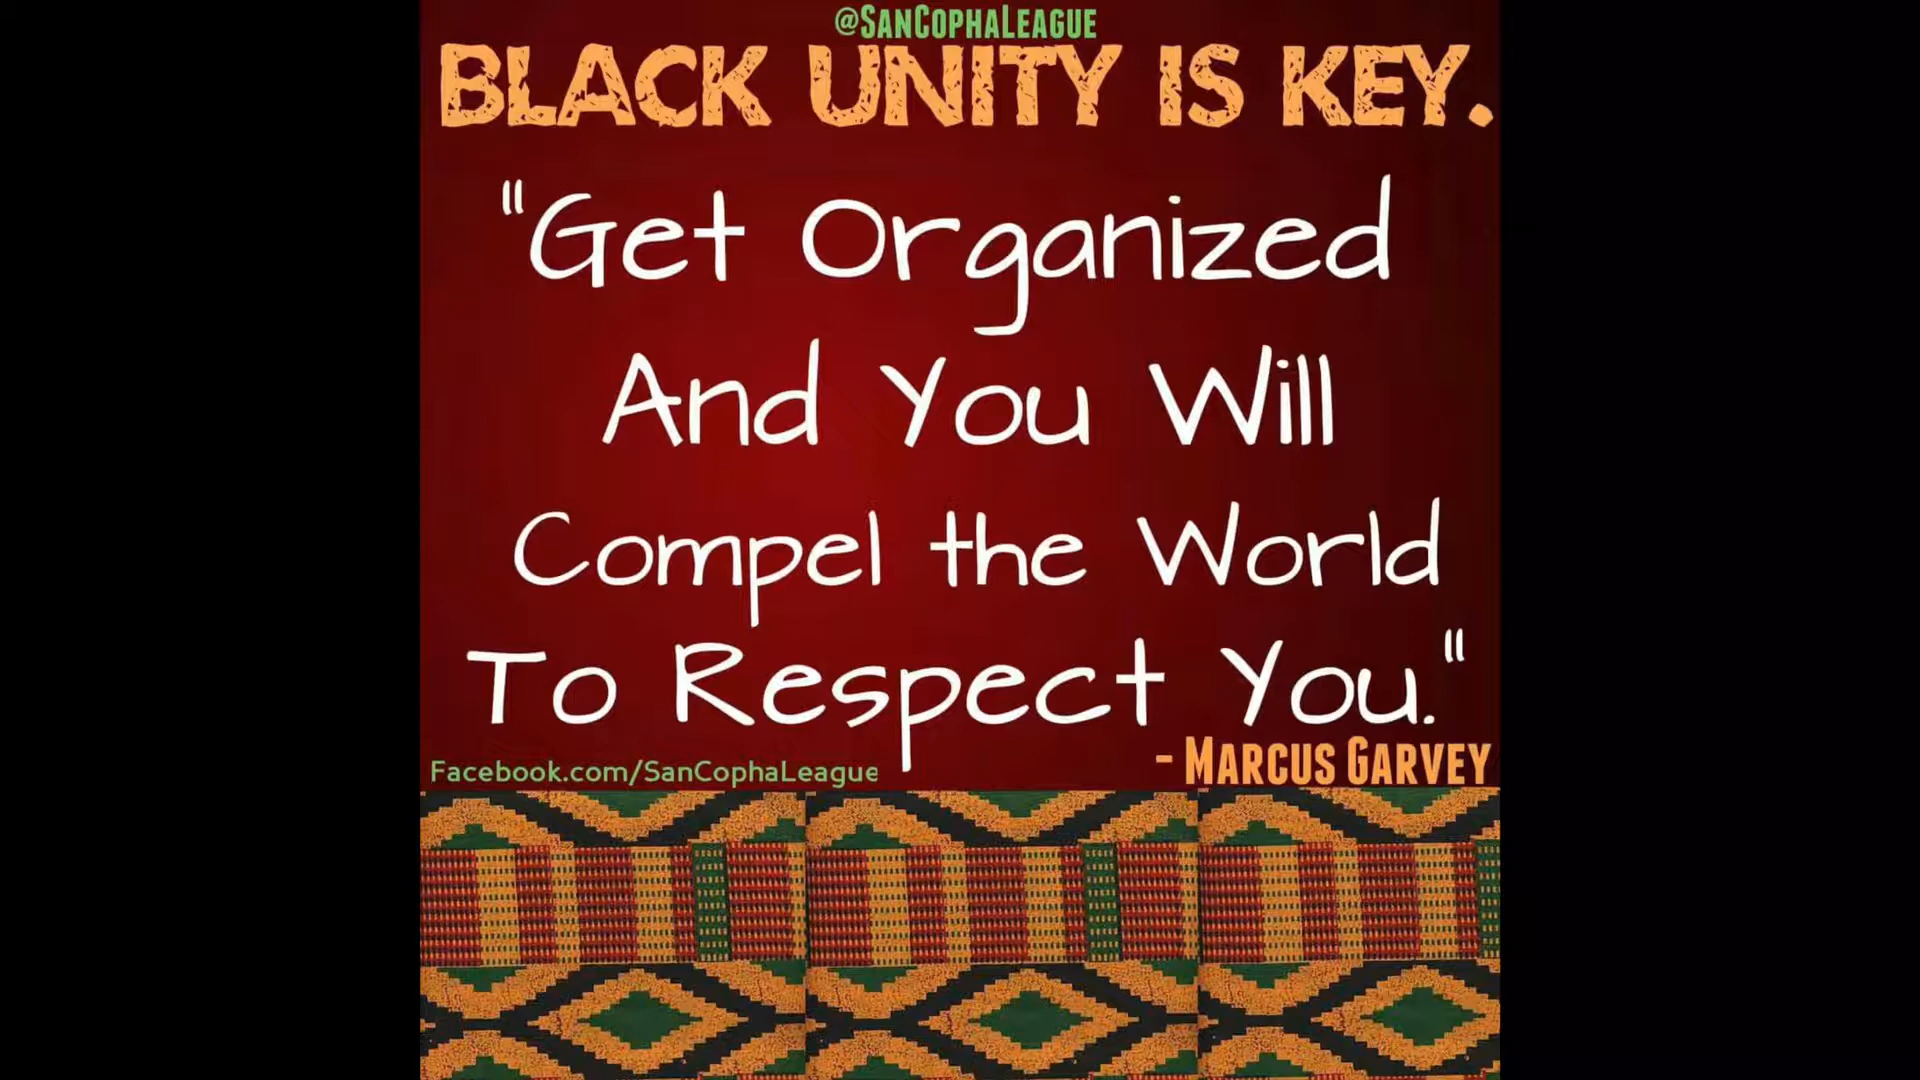 @SanCophaLeague
BLACK UNITY IS KEY.
"Get Organized
And You Will
Compel the World
To Respect You."
- Marcus Garvey
Facebook.com/SanCophaLeague